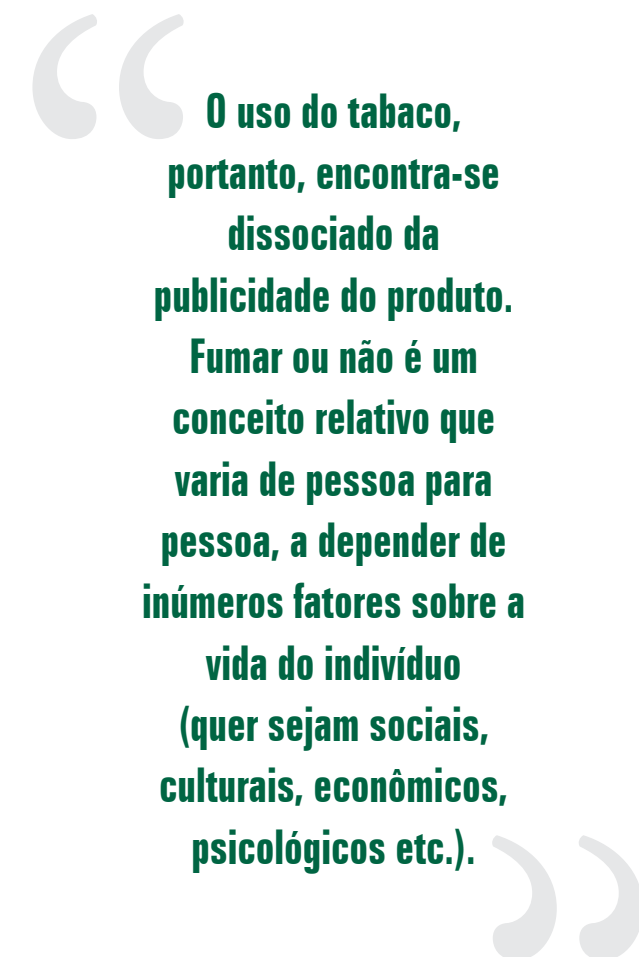 O uso do tabaco,
portanto, encontra-se
dissociado da
publicidade do produto.
Fumar ou não é um
conceito relativo que
varia de pessoa para
pessoa, a depender de
inúmeros fatores sobre a
vida do indivíduo
(quer sejam sociais,
culturais, econômicos,
psicológicos etc.).